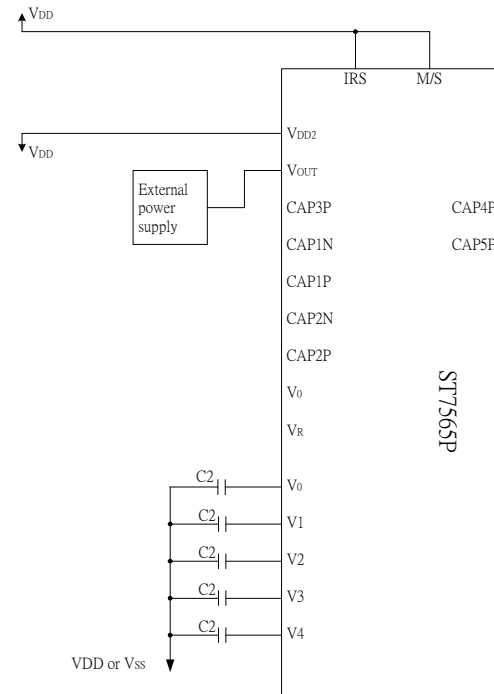 VDD
IRS M/S
VDD2
VDD
VOUT
External
power
supply
CAP3P CAP4P
CAP1N CAP5P
CAP1P
CAP2N
CAP2P
V0
VR
ST7565P
C2 V0
C2 V1
C2 V2
C2 V3
C2 V4
VDD or VSS